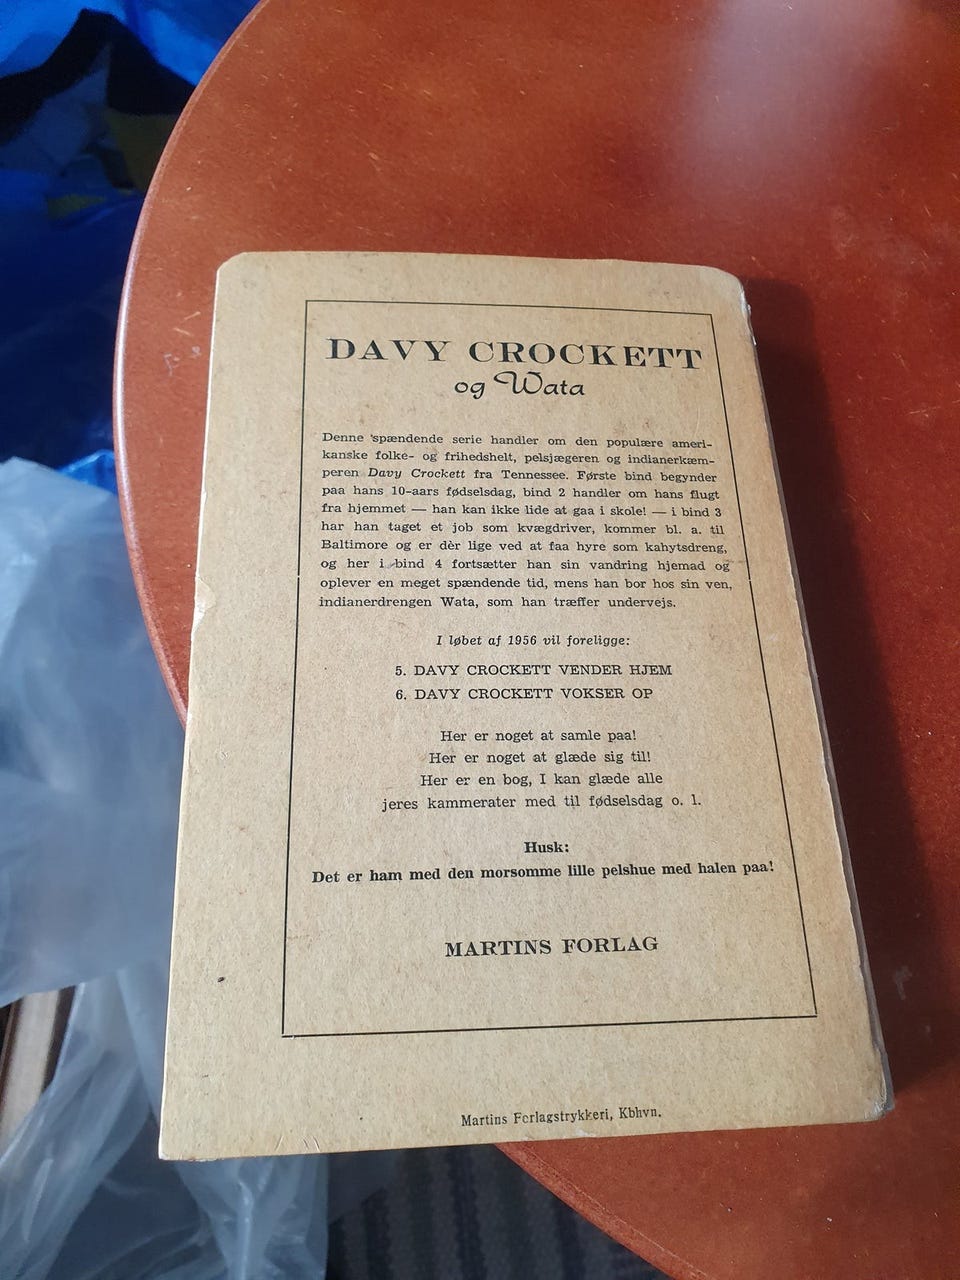 DAVY CROCKETT
og Wata
Denne spændende serie handler om den populære ameri-
kanske folke- og frihedshelt, pelsjægeren og indianerkæm-
peren Davy Crockett fra Tennessee. Første bind begynder
paa hans 10-aars fødselsdag, bind 2 handler om hans flugt
fra hjemmet — han kan ikke lide at gaa i skole! — i bind 3
har han taget et job som kvægdriver, kommer bl. a. til
Baltimore og er dèr lige ved at faa hyre som kahytsdreng,
og her i bind 4 fortsætter han sin vandring hjemad og
oplever en meget spændende tid, mens han bor hos sin ven,
indianerdrengen Wata, som han træffer undervejs.
I løbet af 1956 vil foreligge:
5. DAVY CROCKETT VENDER HJEM
6. DAVY CROCKETT VOKSER OP
Her er noget at samle paa!
Her er noget at glæde sig til!
Her er en bog, I kan glæde alle
jeres kammerater med til fødselsdag o. l.
Husk:
Det er ham med den morsomme lille pelshue med halen paa!
MARTINS FORLAG
Martins Forlagstrykkeri, Kbhvn.